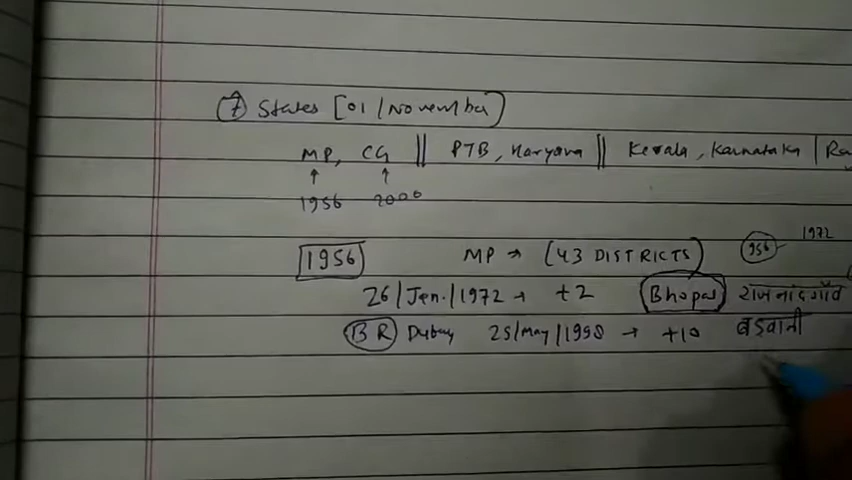 7 States [01/November]
MP, CG || PTB, Haryana || Kerala, Karnataka | Ra
↑ ↑
1956 2000
1972
1956 MP → [43 DISTRICTS] 956
26/Jan./1972 → +2 Bhopal राजनांदगाँव
BR Dubey 25/May/1998 → +10 बड़वानी